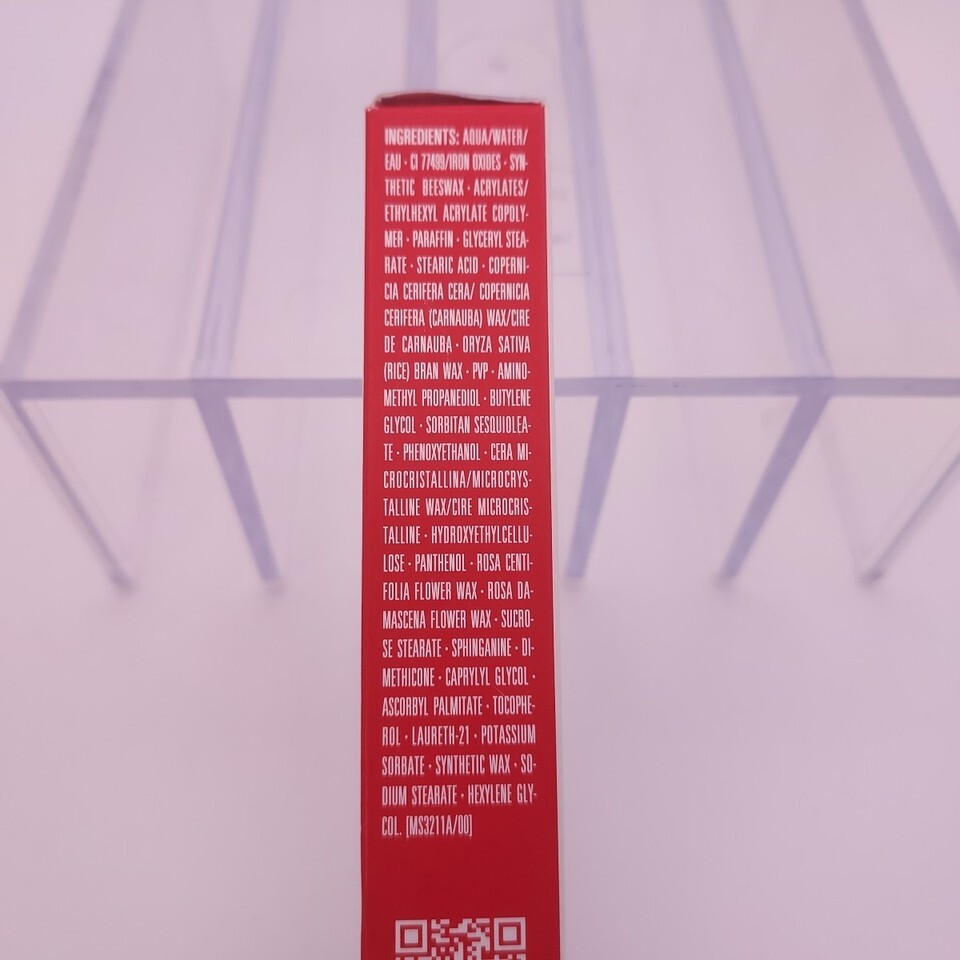 INGREDIENTS: AQUA/WATER/
EAU • CI 77499/IRON OXIDES • SYN-
THETIC BEESWAX • ACRYLATES/
ETHYLHEXYL ACRYLATE COPOLY-
MER • PARAFFIN • GLYCERYL STEA-
RATE • STEARIC ACID • COPERNI-
CIA CERIFERA CERA/ COPERNICIA
CERIFERA (CARNAUBA) WAX/CIRE
DE CARNAUBA • ORYZA SATIVA
(RICE) BRAN WAX • PVP • AMINO-
METHYL PROPANEDIOL • BUTYLENE
GLYCOL • SORBITAN SESQUIOLEA-
TE • PHENOXYETHANOL • CERA MI-
CROCRISTALLINA/MICROCRYS-
TALLINE WAX/CIRE MICROCRIS-
TALLINE • HYDROXYETHYLCELLU-
LOSE • PANTHENOL • ROSA CENTI-
FOLIA FLOWER WAX • ROSA DA-
MASCENA FLOWER WAX • SUCRO-
SE STEARATE • SPHINGANINE • DI-
METHICONE • CAPRYLYL GLYCOL •
ASCORBYL PALMITATE • TOCOPHE-
ROL • LAURETH-21 • POTASSIUM
SORBATE • SYNTHETIC WAX • SO-
DIUM STEARATE • HEXYLENE GLY-
COL. [MS3211A/00]